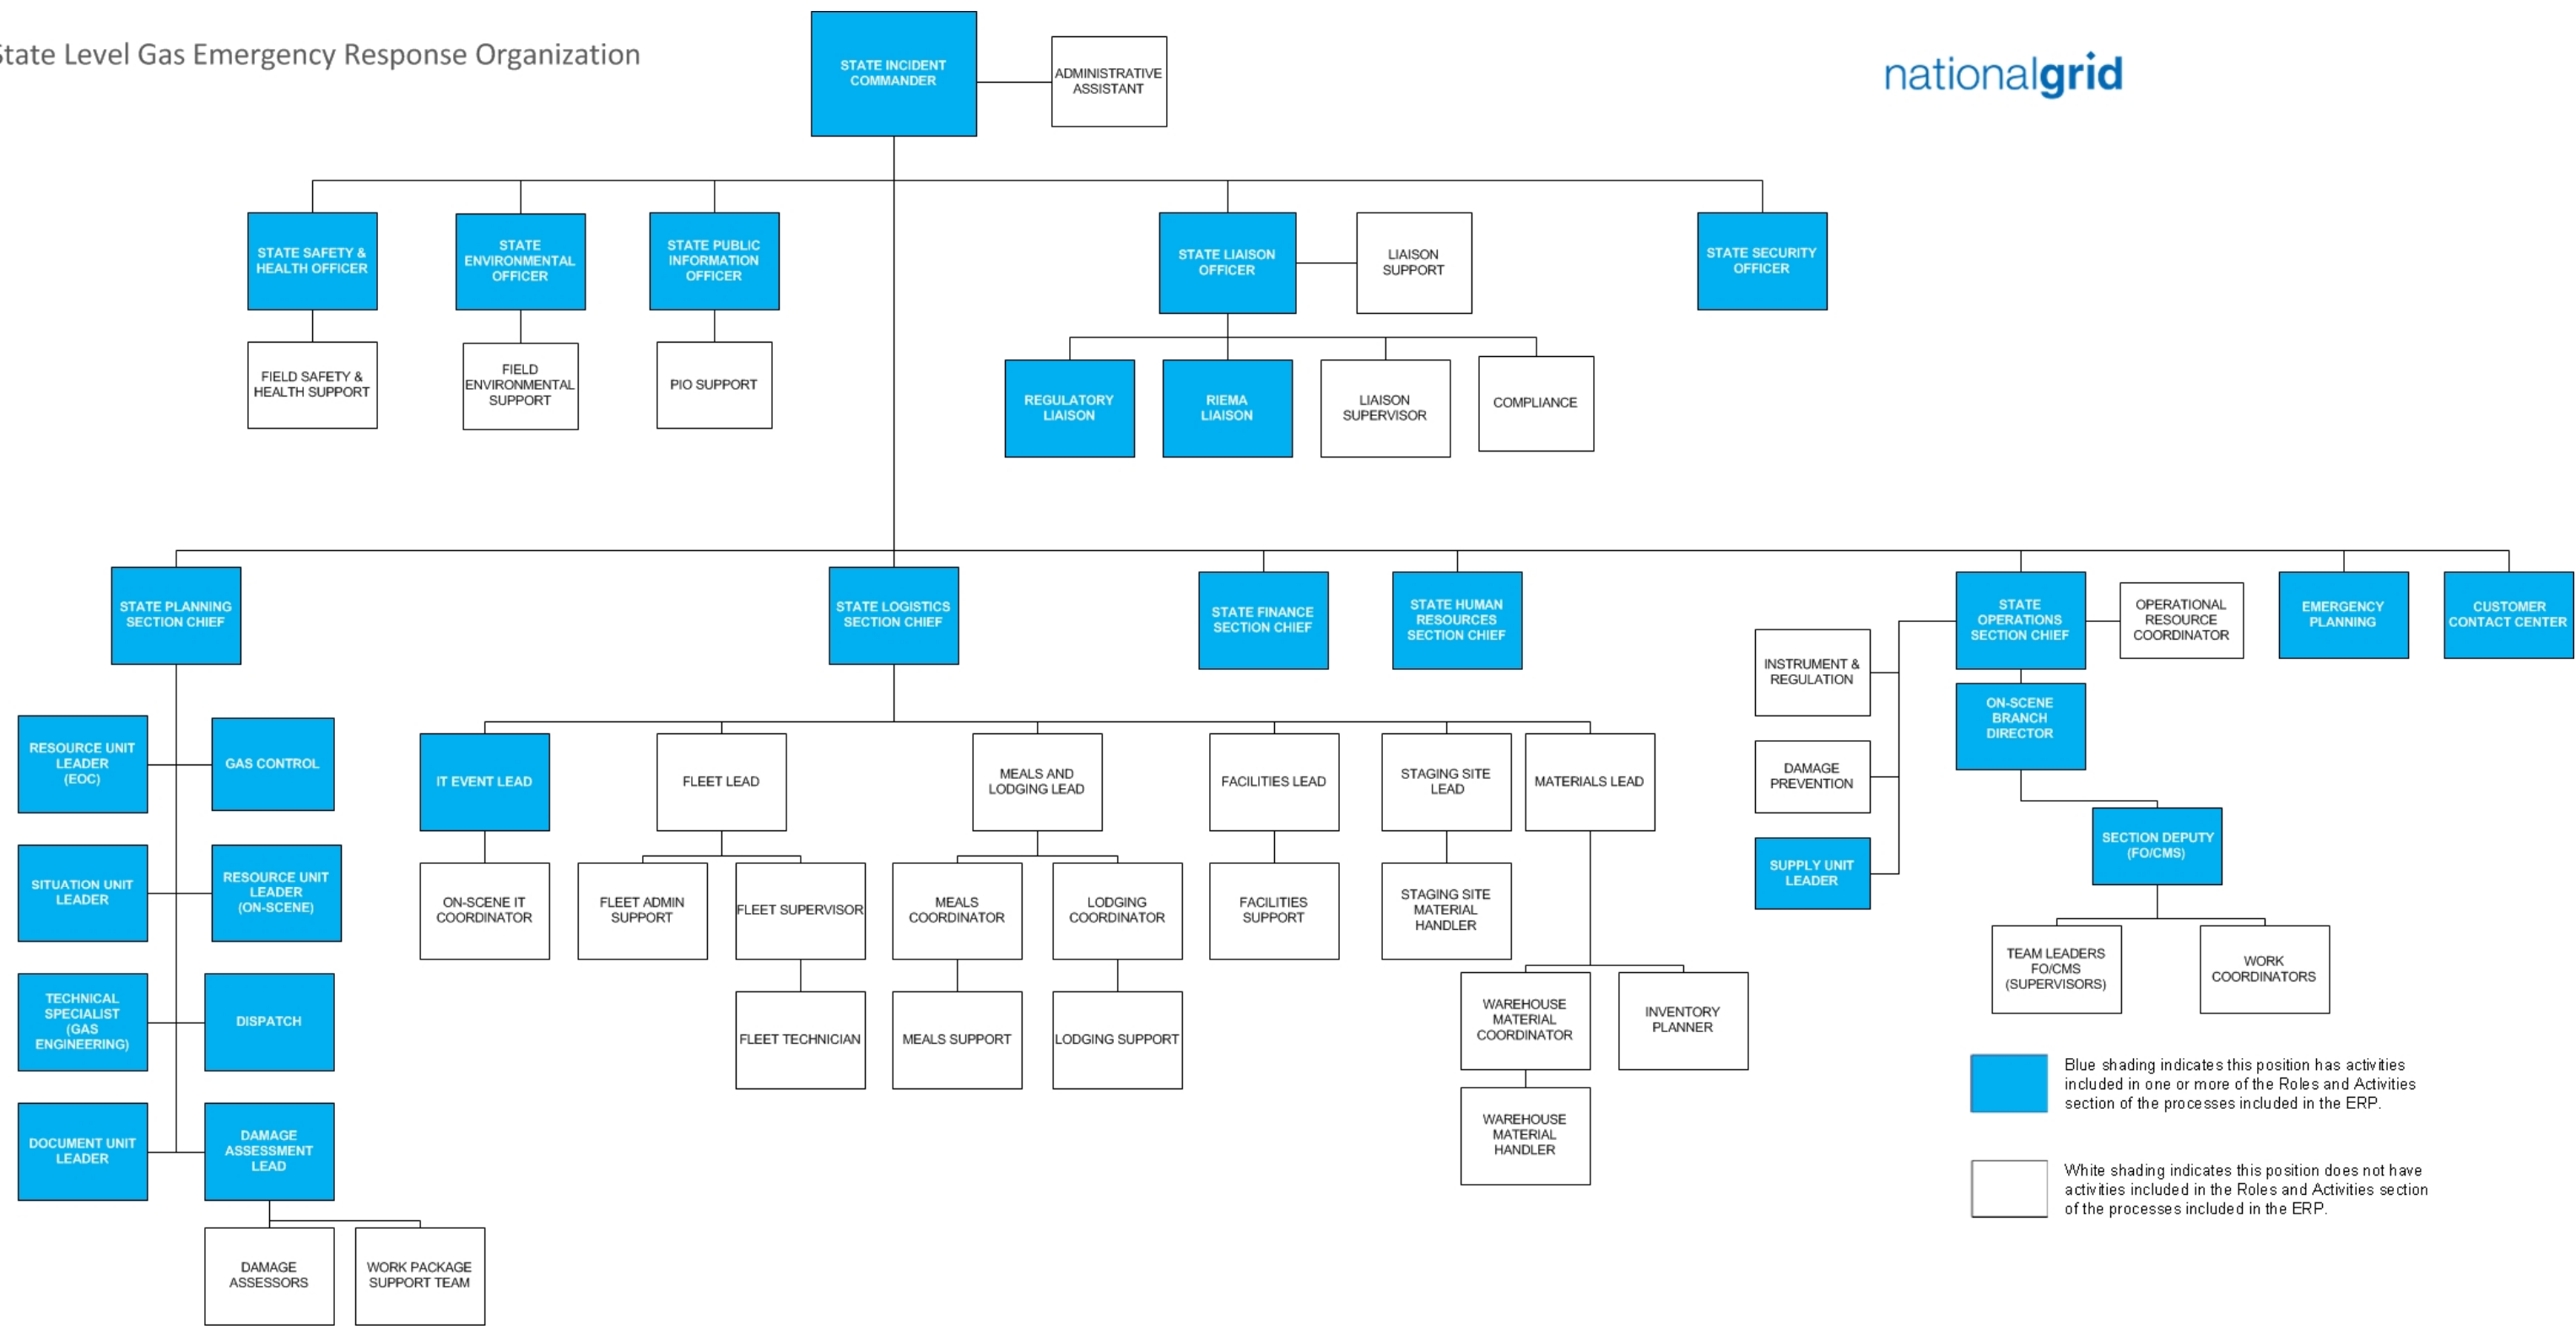 State Level Gas Emergency Response Organization
nationalgrid
STATE INCIDENT
COMMANDER
ADMINISTRATIVE
ASSISTANT
STATE SAFETY &
HEALTH OFFICER
STATE
ENVIRONMENTAL
OFFICER
STATE PUBLIC
INFORMATION
OFFICER
STATE LIAISON
OFFICER
LIAISON
SUPPORT
STATE SECURITY
OFFICER
FIELD SAFETY &
HEALTH SUPPORT
FIELD
ENVIRONMENTAL
SUPPORT
PIO SUPPORT
REGULATORY
LIAISON
RIEMA
LIAISON
LIAISON
SUPERVISOR
COMPLIANCE
STATE PLANNING
SECTION CHIEF
STATE LOGISTICS
SECTION CHIEF
STATE FINANCE
SECTION CHIEF
STATE HUMAN
RESOURCES
SECTION CHIEF
STATE
OPERATIONS
SECTION CHIEF
OPERATIONAL
RESOURCE
COORDINATOR
EMERGENCY
PLANNING
CUSTOMER
CONTACT CENTER
INSTRUMENT &
REGULATION
ON-SCENE
BRANCH
DIRECTOR
DAMAGE
PREVENTION
SECTION DEPUTY
(FO/CMS)
SUPPLY UNIT
LEADER
TEAM LEADERS
FO/CMS
(SUPERVISORS)
WORK
COORDINATORS
RESOURCE UNIT
LEADER
(EOC)
GAS CONTROL
SITUATION UNIT
LEADER
RESOURCE UNIT
LEADER
(ON-SCENE)
TECHNICAL
SPECIALIST
(GAS
ENGINEERING)
DISPATCH
DOCUMENT UNIT
LEADER
DAMAGE
ASSESSMENT
LEAD
DAMAGE
ASSESSORS
WORK PACKAGE
SUPPORT TEAM
IT EVENT LEAD
FLEET LEAD
MEALS AND
LODGING LEAD
FACILITIES LEAD
STAGING SITE
LEAD
MATERIALS LEAD
ON-SCENE IT
COORDINATOR
FLEET ADMIN
SUPPORT
FLEET SUPERVISOR
MEALS
COORDINATOR
LODGING
COORDINATOR
FACILITIES
SUPPORT
STAGING SITE
MATERIAL
HANDLER
FLEET TECHNICIAN
MEALS SUPPORT
LODGING SUPPORT
WAREHOUSE
MATERIAL
COORDINATOR
INVENTORY
PLANNER
WAREHOUSE
MATERIAL
HANDLER
Blue shading indicates this position has activities
included in one or more of the Roles and Activities
section of the processes included in the ERP.
White shading indicates this position does not have
activities included in the Roles and Activities section
of the processes included in the ERP.